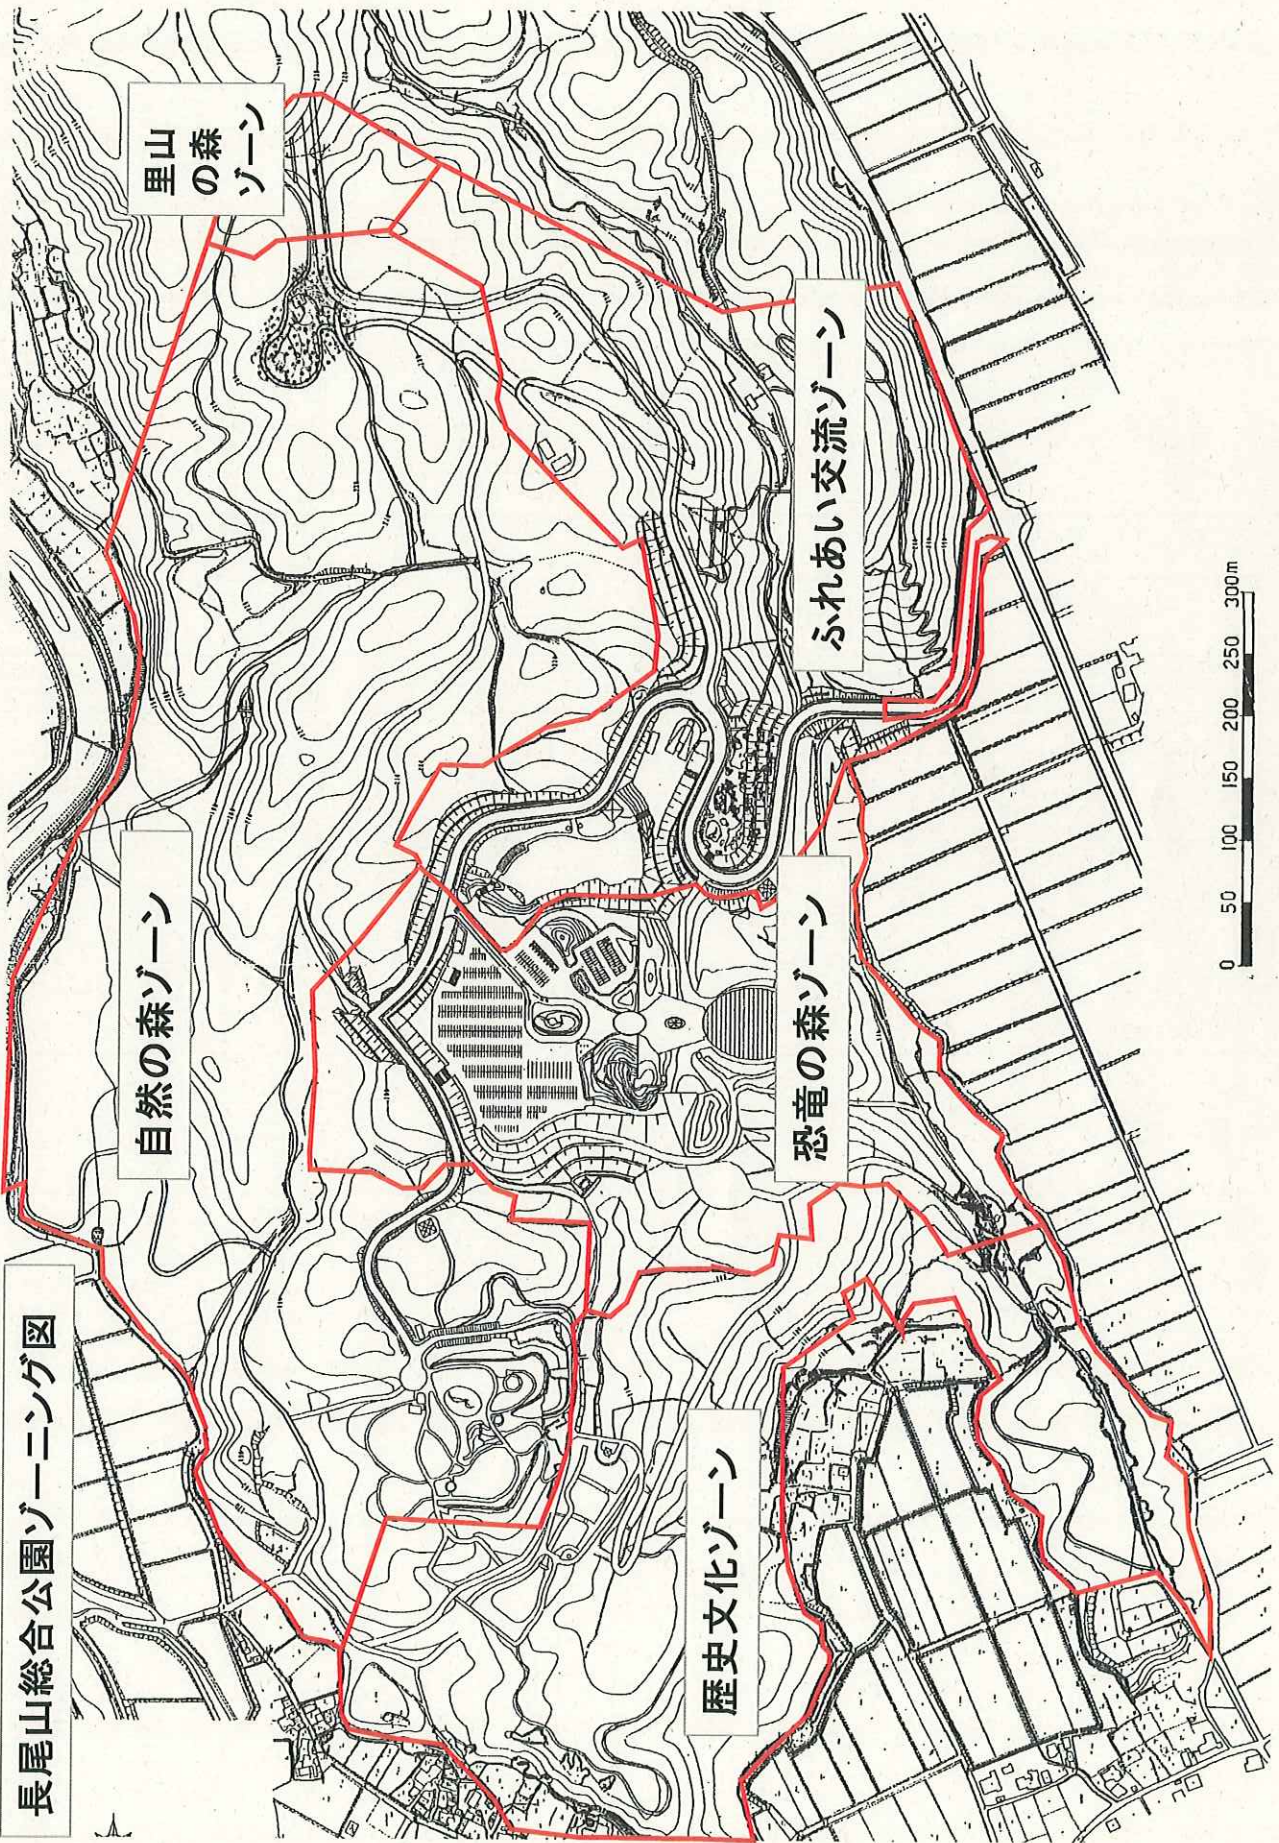 長尾山総合公園ゾーニング図
里山
の森
ゾーン
自然の森ゾーン
ふれあい交流ゾーン
恐竜の森ゾーン
歴史文化ゾーン
0 50 100 150 200 250 300m